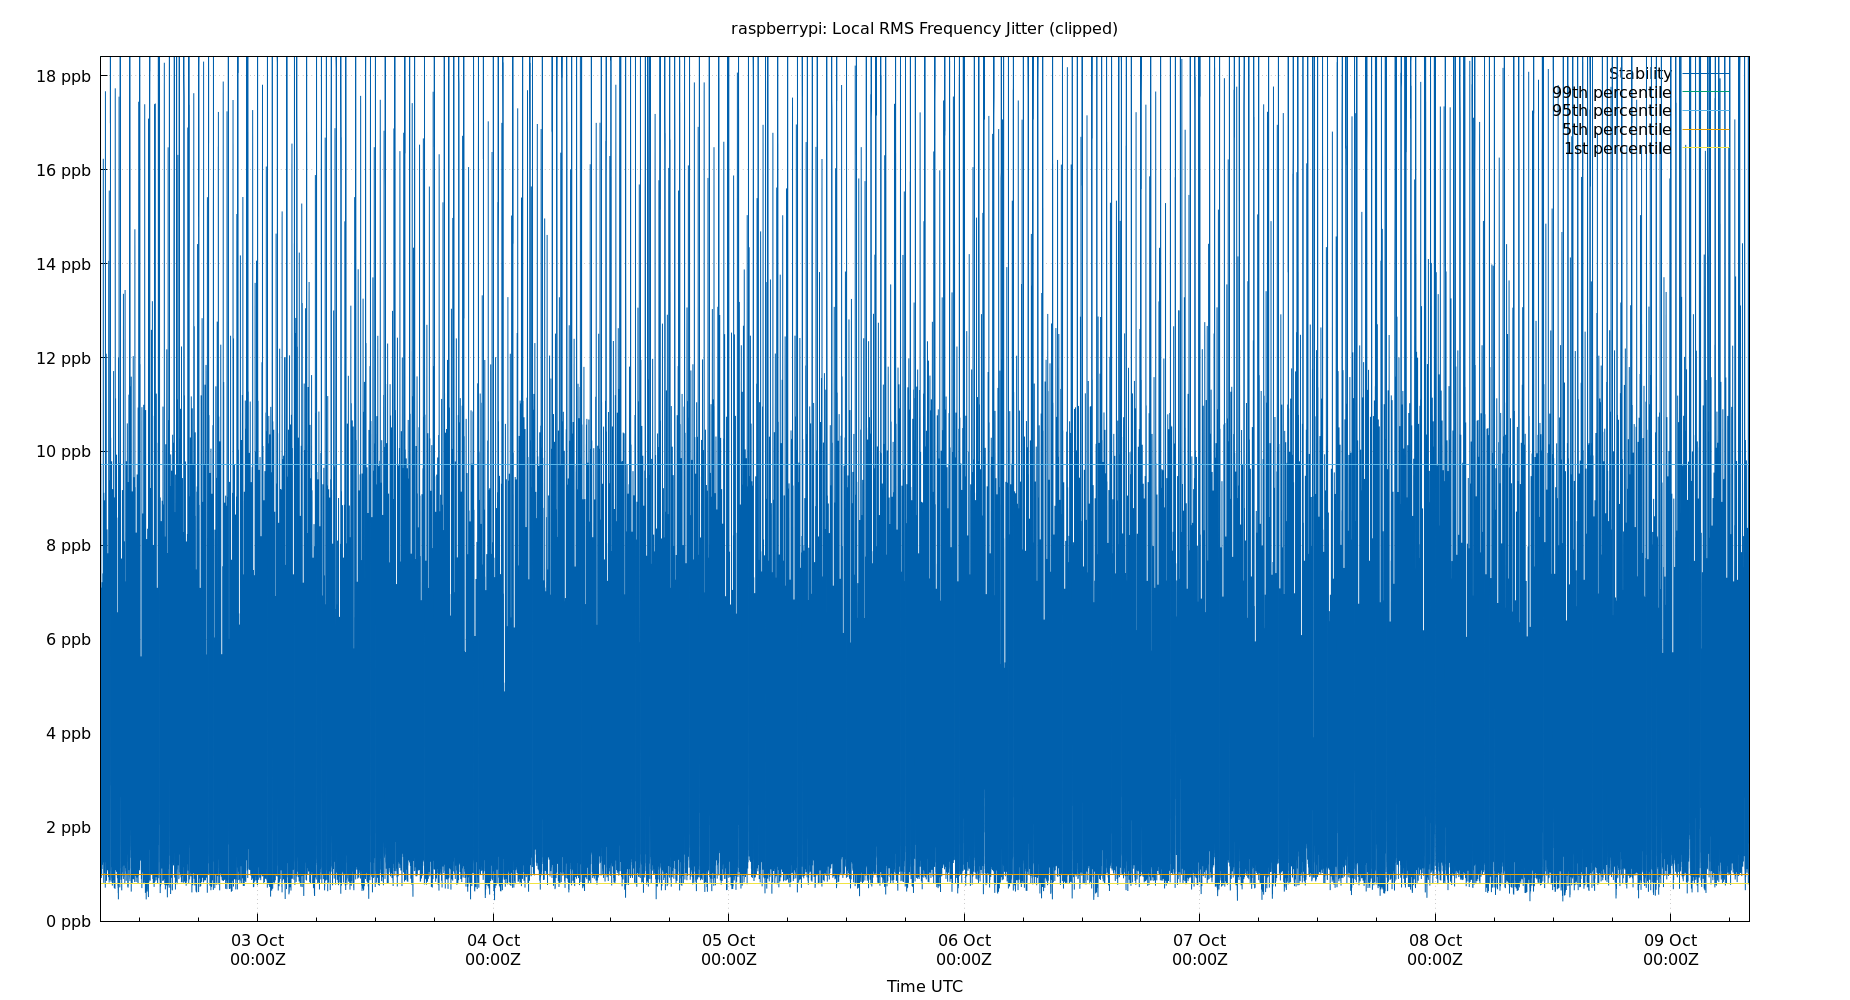 raspberrypi: Local RMS Frequency Jitter (clipped)
18 ppb
16 ppb
14 ppb
12 ppb
10 ppb
8 ppb
6 ppb
4 ppb
2 ppb
0 ppb
Stability
99th percentile
95th percentile
5th percentile
1st percentile
03 Oct
00:00Z
04 Oct
00:00Z
05 Oct
00:00Z
06 Oct
00:00Z
07 Oct
00:00Z
08 Oct
00:00Z
09 Oct
00:00Z
Time UTC